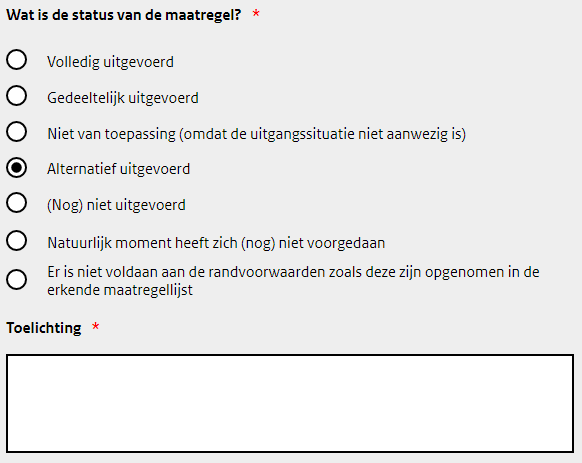 Wat is de status van de maatregel? *
Volledig uitgevoerd
Gedeeltelijk uitgevoerd
Niet van toepassing (omdat de uitgangssituatie niet aanwezig is)
Alternatief uitgevoerd
(Nog) niet uitgevoerd
Natuurlijk moment heeft zich (nog) niet voorgedaan
Er is niet voldaan aan de randvoorwaarden zoals deze zijn opgenomen in de
erkende maatregellijst
Toelichting *